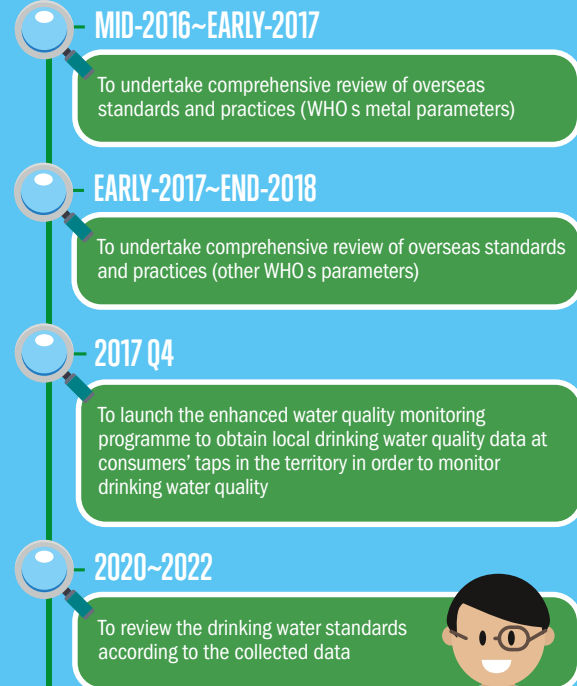 MID-2016~EARLY-2017
To undertake comprehensive review of overseas
standards and practices (WHO s metal parameters)
EARLY-2017~END-2018
To undertake comprehensive review of overseas standards
and practices (other WHO s parameters)
2017 Q4
To launch the enhanced water quality monitoring
programme to obtain local drinking water quality data at
consumers’ taps in the territory in order to monitor
drinking water quality
2020~2022
To review the drinking water standards
according to the collected data